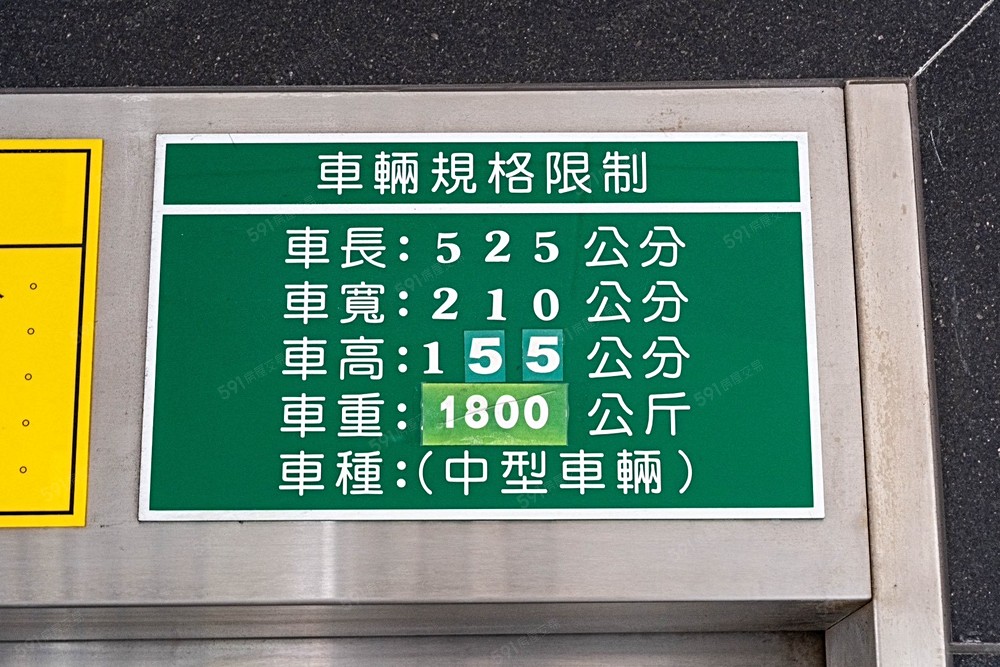 車輛規格限制
車長：525公分
車寬：210公分
車高：155公分
車重：1800公斤
車種：(中型車輛)